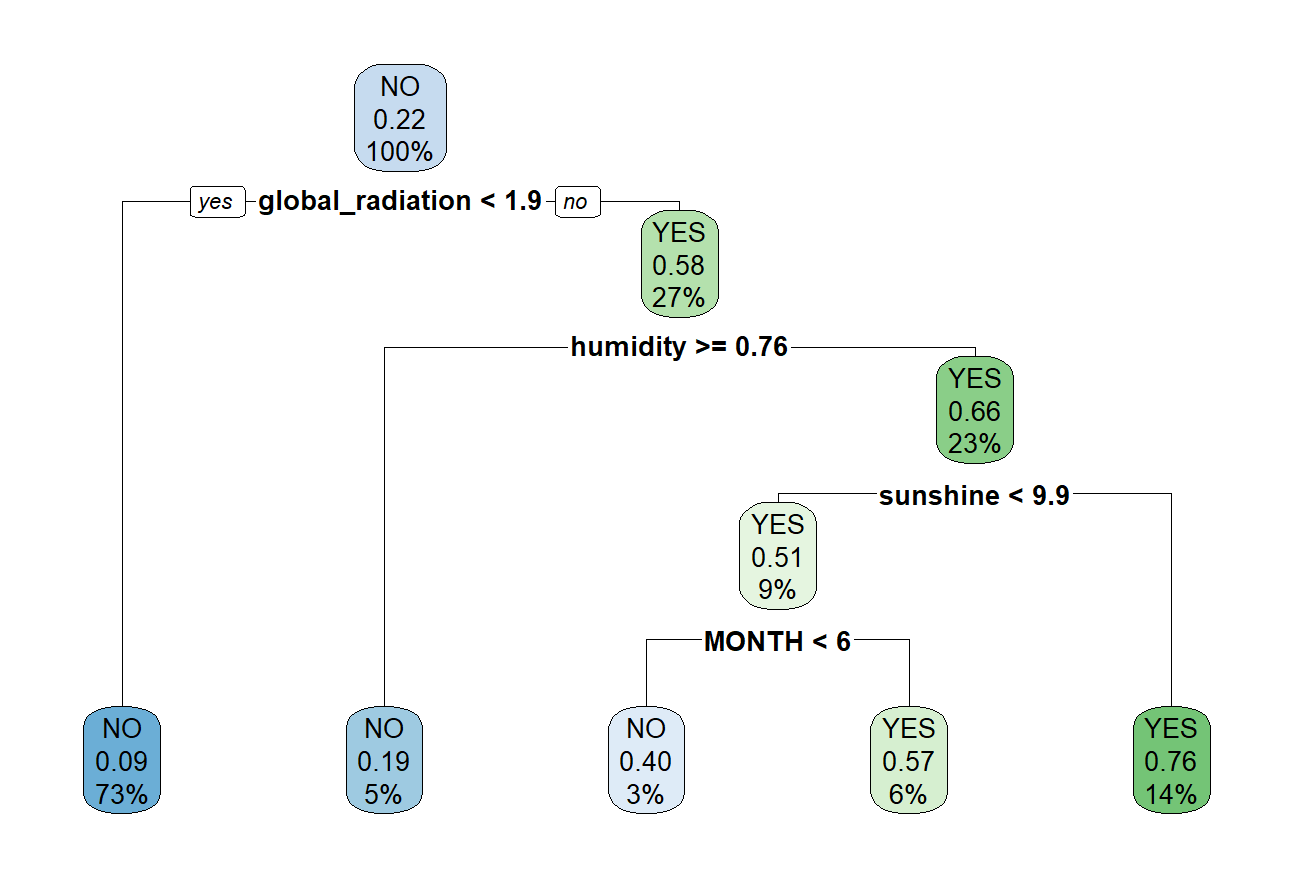 NO
0.22
100%
yes global_radiation < 1.9 no
YES
0.58
27%
humidity >= 0.76
YES
0.66
23%
sunshine < 9.9
YES
0.51
9%
MONTH < 6
NO
0.09
73%
NO
0.19
5%
NO
0.40
3%
YES
0.57
6%
YES
0.76
14%